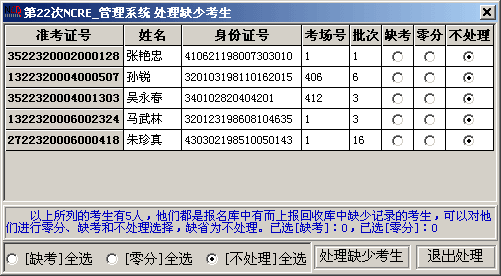 第22次NCRE_管理系统 处理缺少考生
准考证号 姓名 身份证号 考场号 批次 缺考 零分 不处理
3522320002000128 张艳忠 410621198007303010 1 1
1322320004000507 孙锐 320103198110162015 406 6
3522320004001303 吴永春 340102820404201 412 3
1322320006002324 马武林 320123198608104635 1 3
2722320006000418 朱珍真 430302198510050143 1 16
以上所列的考生有5人，他们都是报名库中有而上报回收库中缺少记录的考生，可以对他
们进行零分、缺考和不处理选择，缺省为不处理。已选[缺考]：0，已选[零分]：0
[缺考]全选 [零分]全选 [不处理]全选 处理缺少考生 退出处理